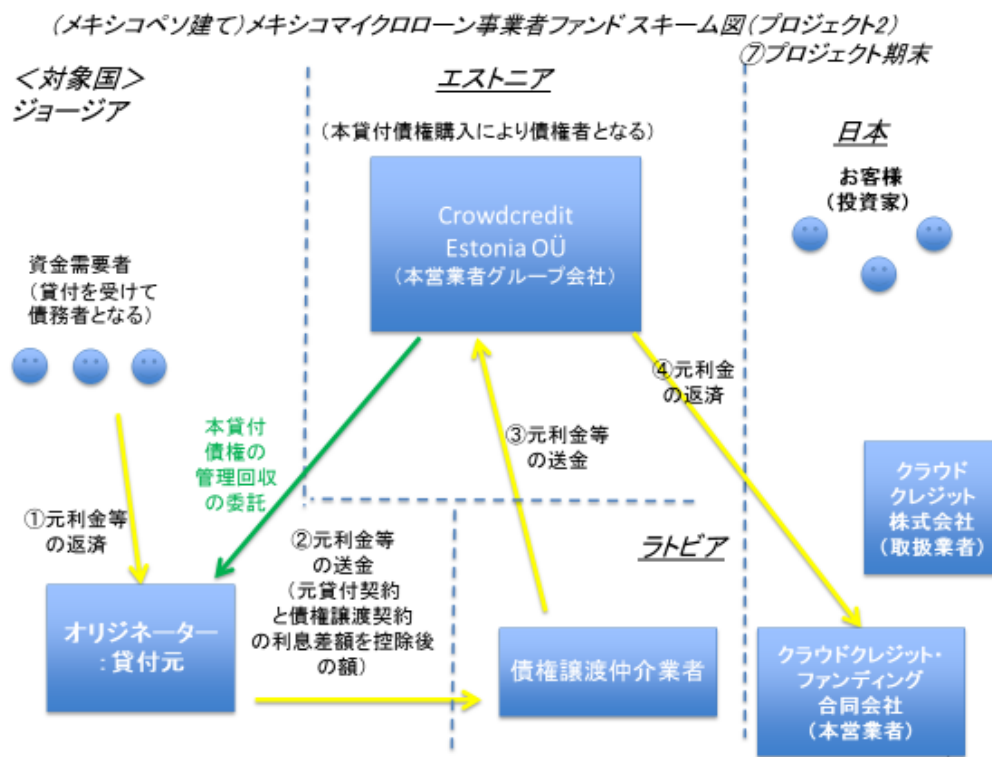 (メキシコペソ建て)メキシコマイクロローン事業者ファンド スキーム図(プロジェクト2)
⑦プロジェクト期末
<対象国>
ジョージア
エストニア
日本
(本貸付債権購入により債権者となる)
お客様
(投資家)
Crowdcredit
Estonia OÜ
(本営業者グループ会社)
資金需要者
(貸付を受けて
債務者となる)
④元利金
の返済
本貸付
債権の
管理回収
の委託
③元利金等
の送金
クラウド
クレジット
株式会社
(取扱業者)
①元利金等
の返済
②元利金等
の送金
(元貸付契約
と債権譲渡契約
の利息差額を控除後
の額)
ラトビア
オリジネーター
:貸付元
債権譲渡仲介業者
クラウドクレジット・
ファンディング
合同会社
(本営業者)